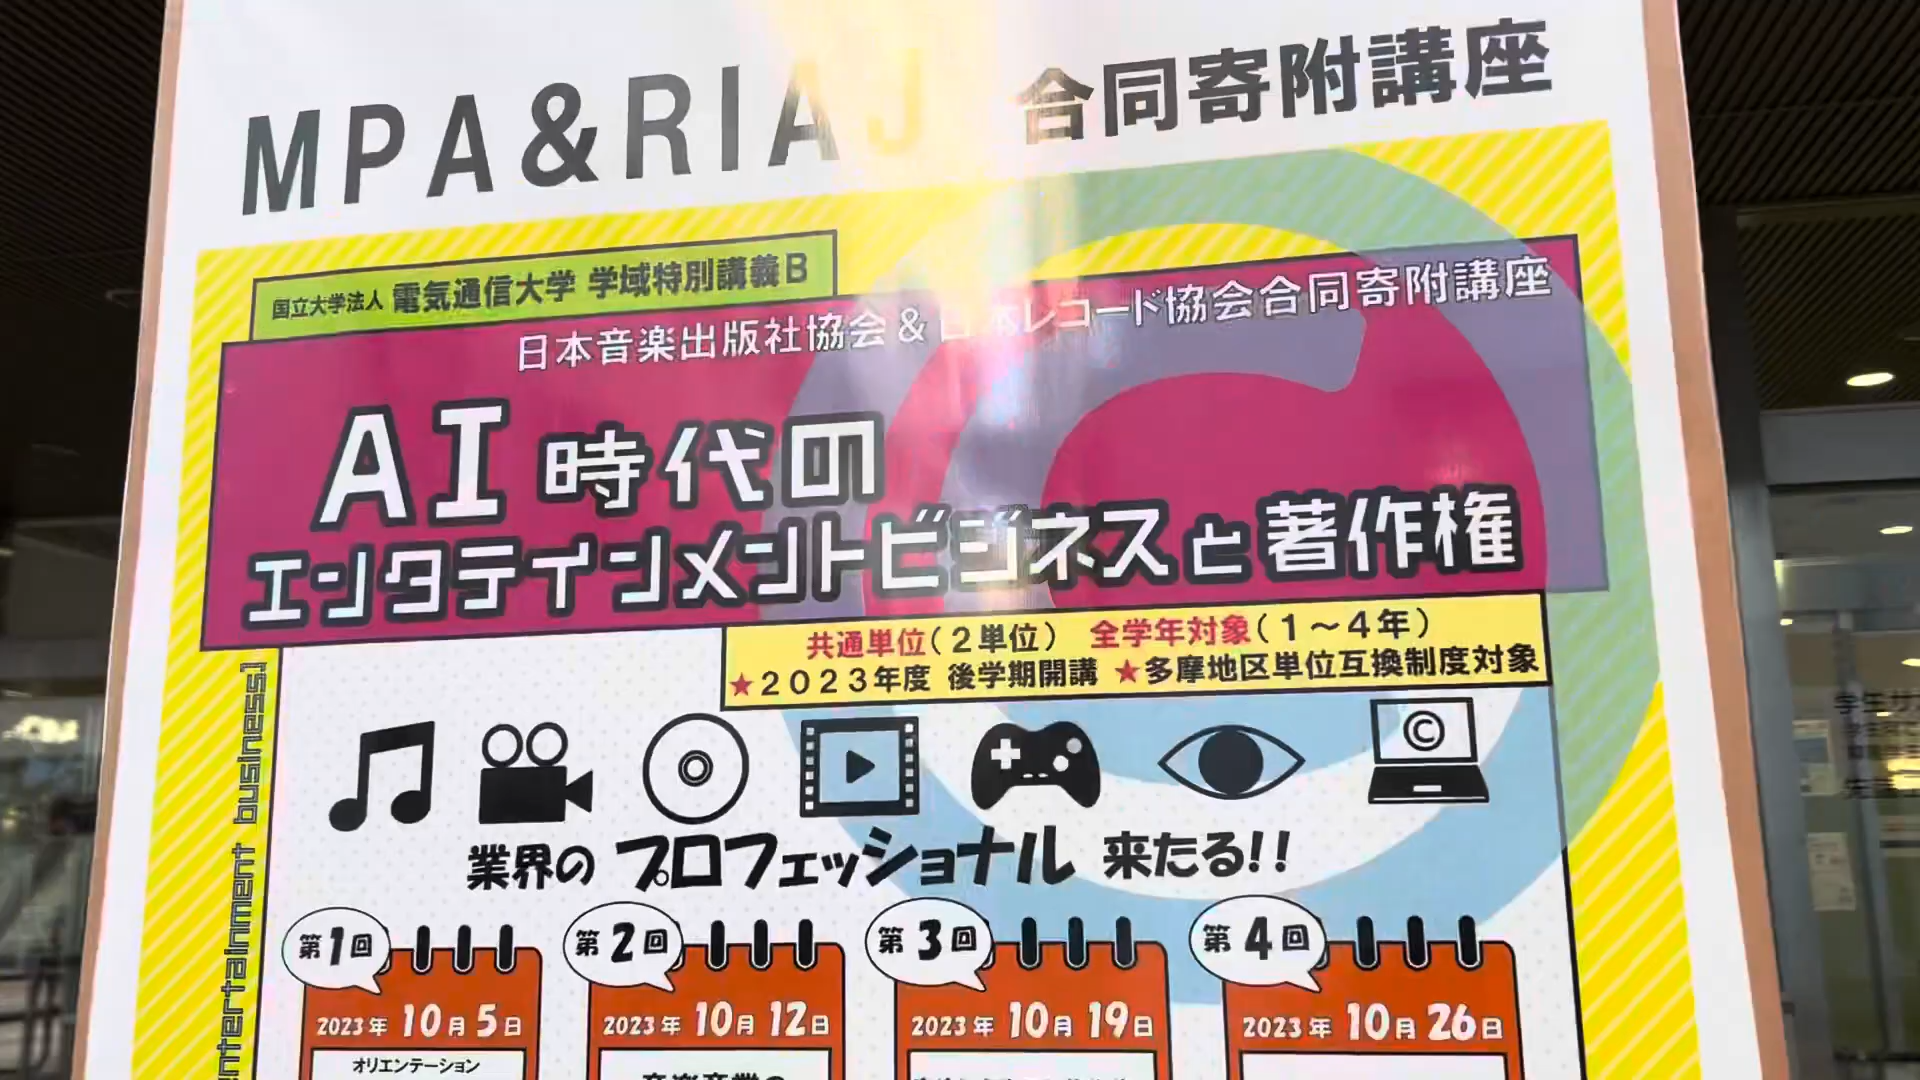 MPA&RIAJ 合同寄附講座
国立大学法人 電気通信大学 学域特別講義B
日本音楽出版社協会&日本レコード協会合同寄附講座
AI時代の
エンタテインメントビジネスと著作権
共通単位(2単位) 全学年対象(1~4年)
★2023年度 後学期開講 ★多摩地区単位互換制度対象
©
業界のプロフェッショナル来たる!!
第1回
2023年10月5日
オリエンテーション
第2回
2023年10月12日
音楽産業の
第3回
2023年10月19日
第4回
2023年10月26日
entertainment business]